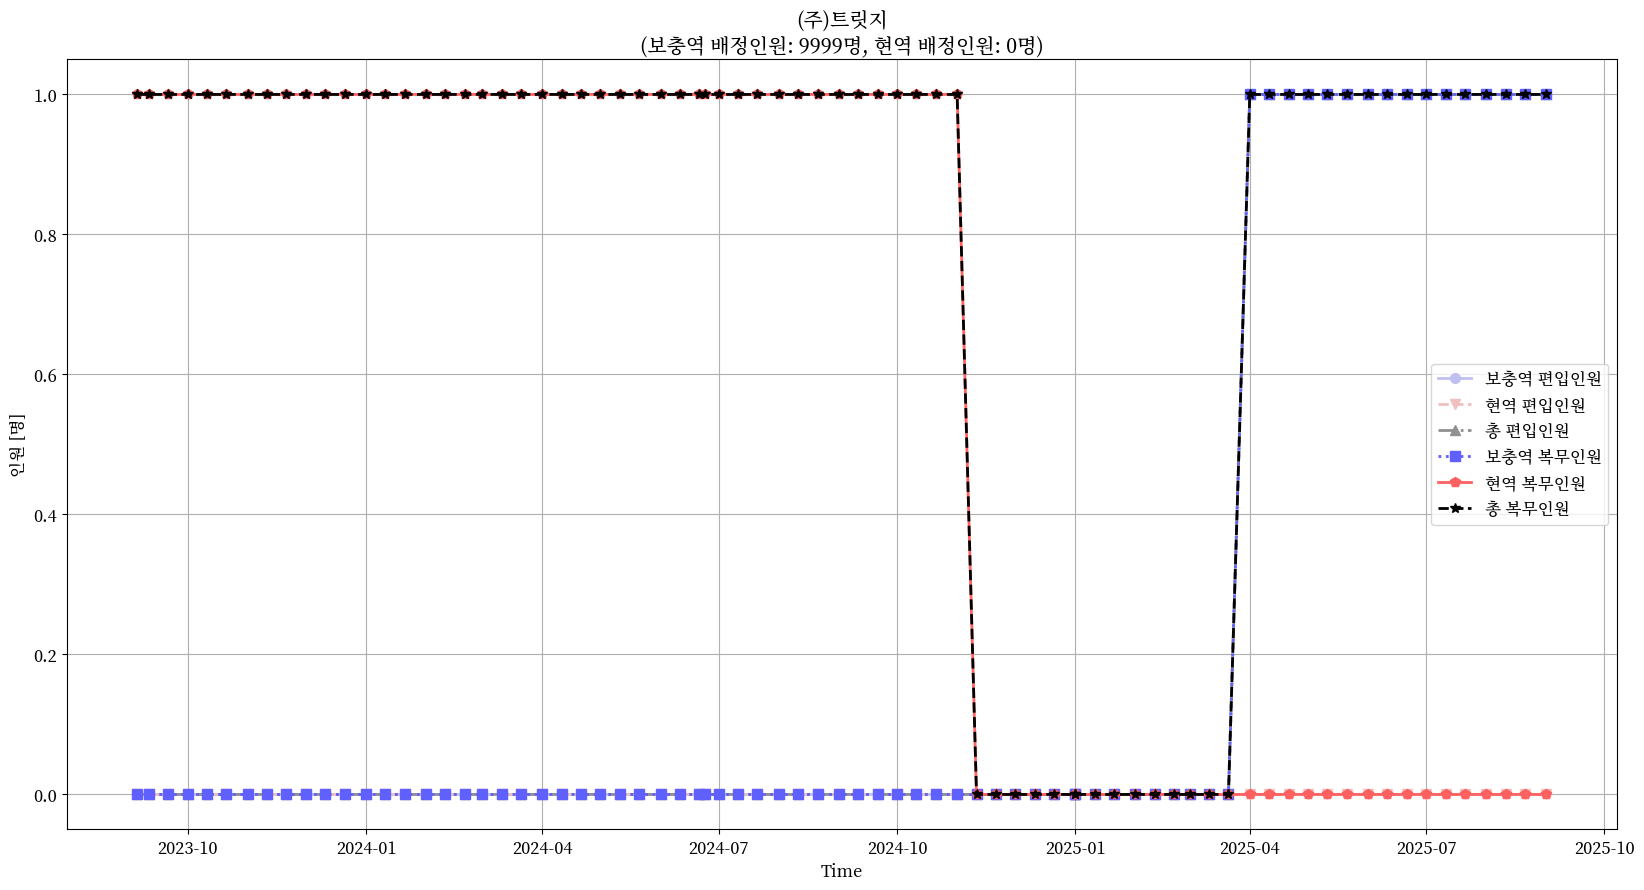 (주)트릿지
(보충역 배정인원: 9999명, 현역 배정인원: 0명)
1.0
0.8
0.6
0.4
0.2
0.0
인원 [명]
보충역 편입인원
현역 편입인원
총 편입인원
보충역 복무인원
현역 복무인원
총 복무인원
2023-10 2024-01 2024-04 2024-07 2024-10 2025-01 2025-04 2025-07 2025-10
Time